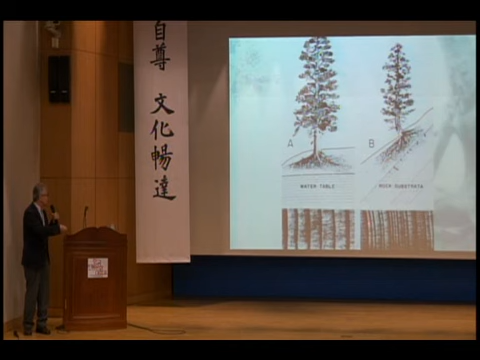 自尊 文化暢達
A
B
WATER TABLE
ROCK SUBSTRATA